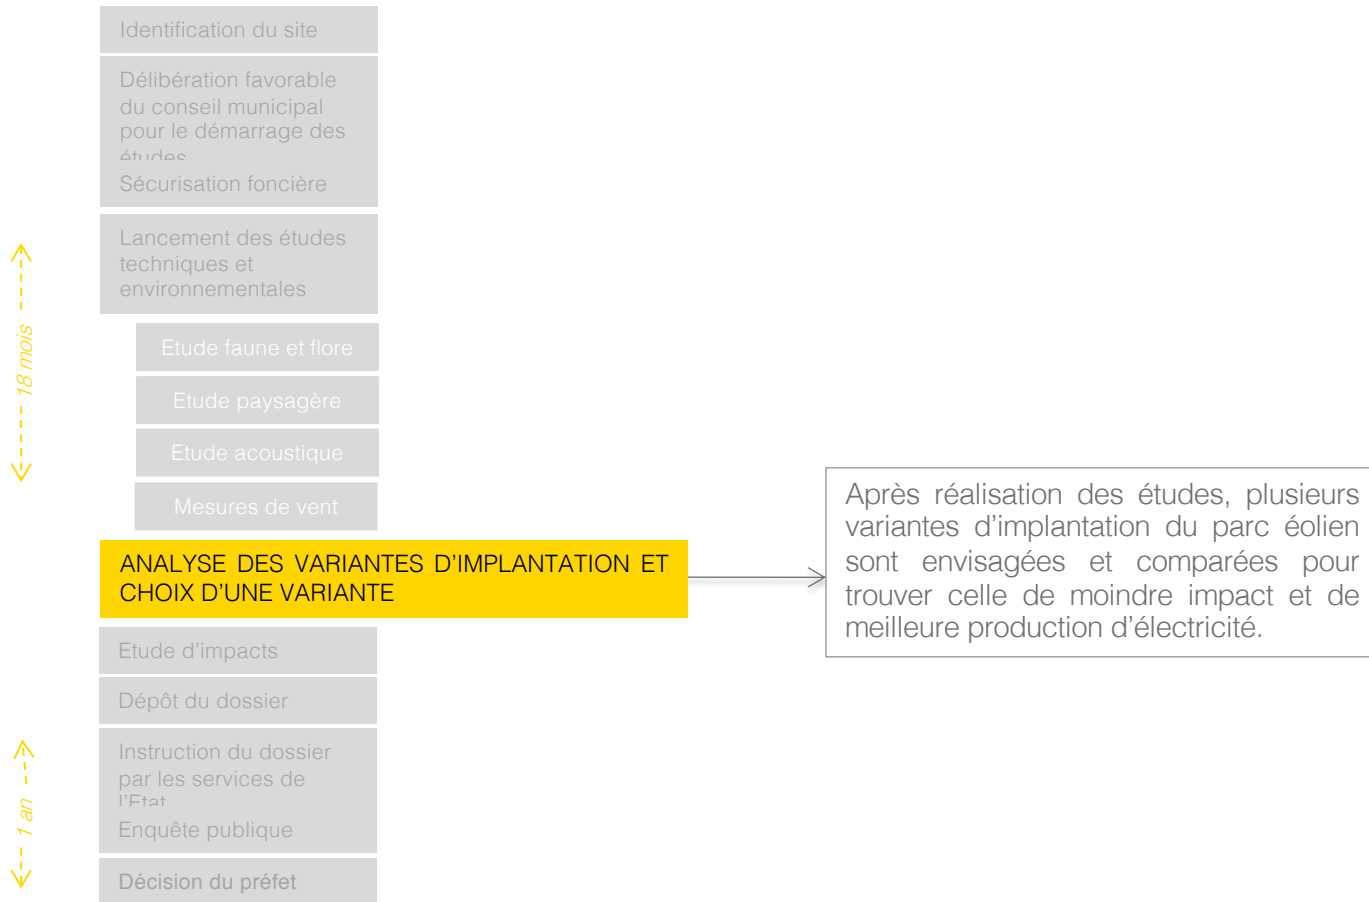 Identification du site
Délibération favorable
du conseil municipal
pour le démarrage des
études
Sécurisation foncière
Lancement des études
techniques et
environnementales
18 mois
Etude faune et flore
Etude paysagère
Etude acoustique
Mesures de vent
ANALYSE DES VARIANTES D'IMPLANTATION ET
CHOIX D'UNE VARIANTE
Après réalisation des études, plusieurs
variantes d'implantation du parc éolien
sont envisagées et comparées pour
trouver celle de moindre impact et de
meilleure production d'électricité.
Etude d'impacts
Dépôt du dossier
Instruction du dossier
par les services de
l'Etat
1 an
Enquête publique
Décision du préfet